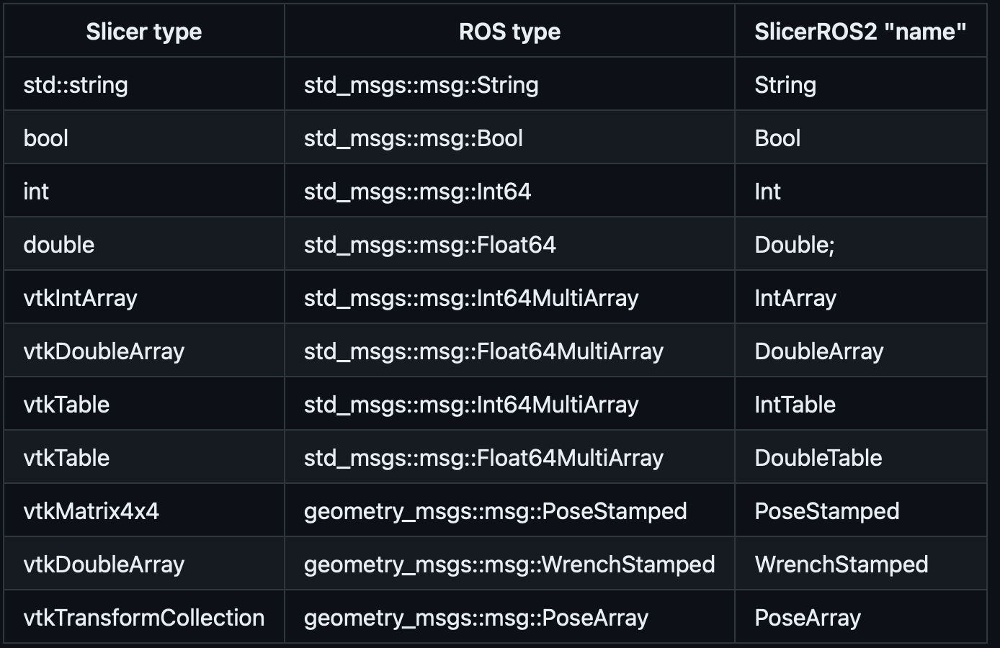 Slicer type ROS type SlicerROS2 "name"
std::string std_msgs::msg::String String
bool std_msgs::msg::Bool Bool
int std_msgs::msg::Int64 Int
double std_msgs::msg::Float64 Double;
vtkIntArray std_msgs::msg::Int64MultiArray IntArray
vtkDoubleArray std_msgs::msg::Float64MultiArray DoubleArray
vtkTable std_msgs::msg::Int64MultiArray IntTable
vtkTable std_msgs::msg::Float64MultiArray DoubleTable
vtkMatrix4x4 geometry_msgs::msg::PoseStamped PoseStamped
vtkDoubleArray geometry_msgs::msg::WrenchStamped WrenchStamped
vtkTransformCollection geometry_msgs::msg::PoseArray PoseArray